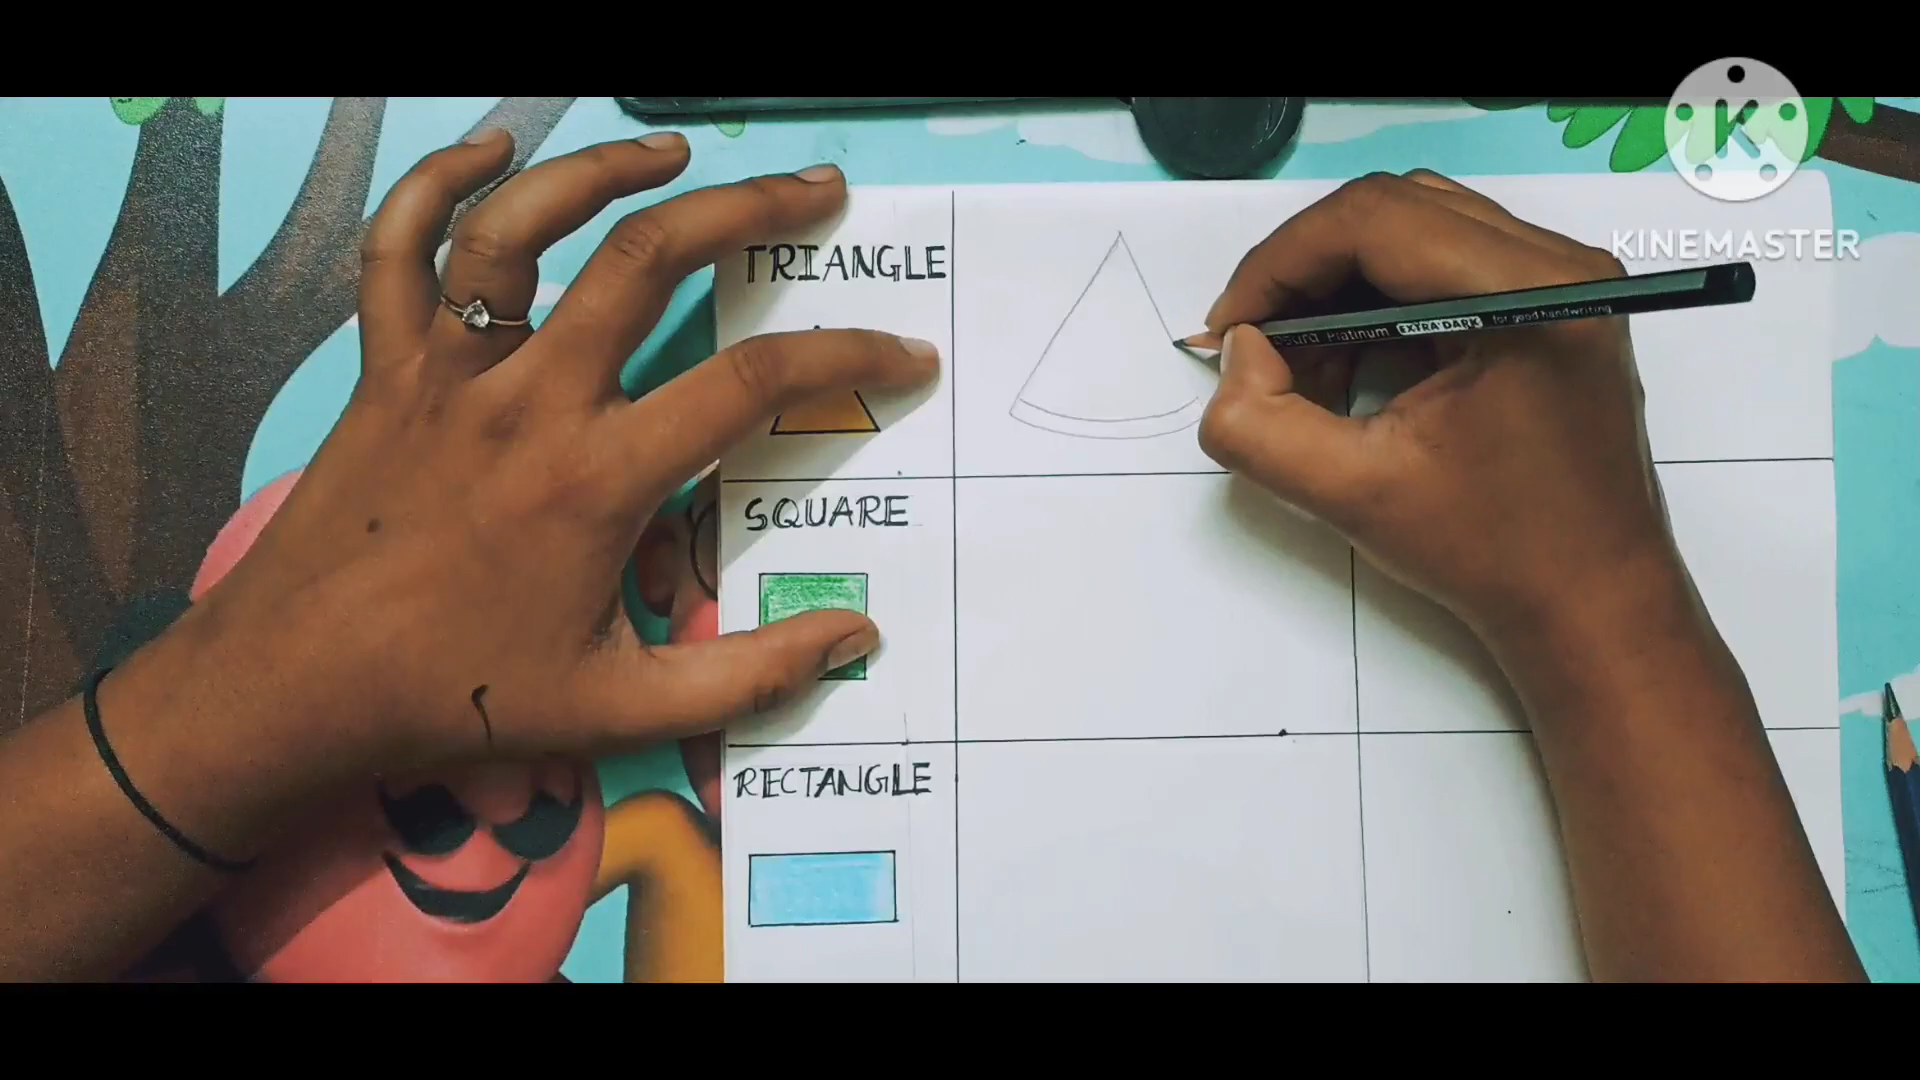 K
KINEMASTER
TRIANGLE
Platinum EXTRA DARK for good handwriting
SQUARE
RECTANGLE